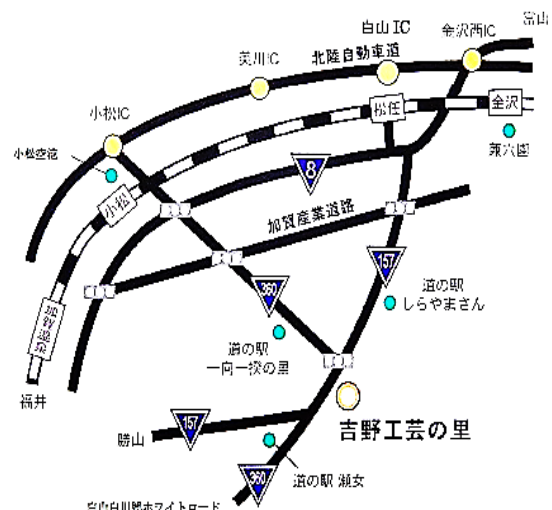 富山
金沢西IC
白山 IC
北陸自動車道
美川IC
小松IC
松任
金沢
兼六園
小松空港
小松
8
加賀産業道路
157
360
道の駅
しらやまさん
道の駅
一向一揆の里
加賀温泉
福井
吉野工芸の里
157
勝山
道の駅 瀬女
360
白山白川郷ホワイトロード